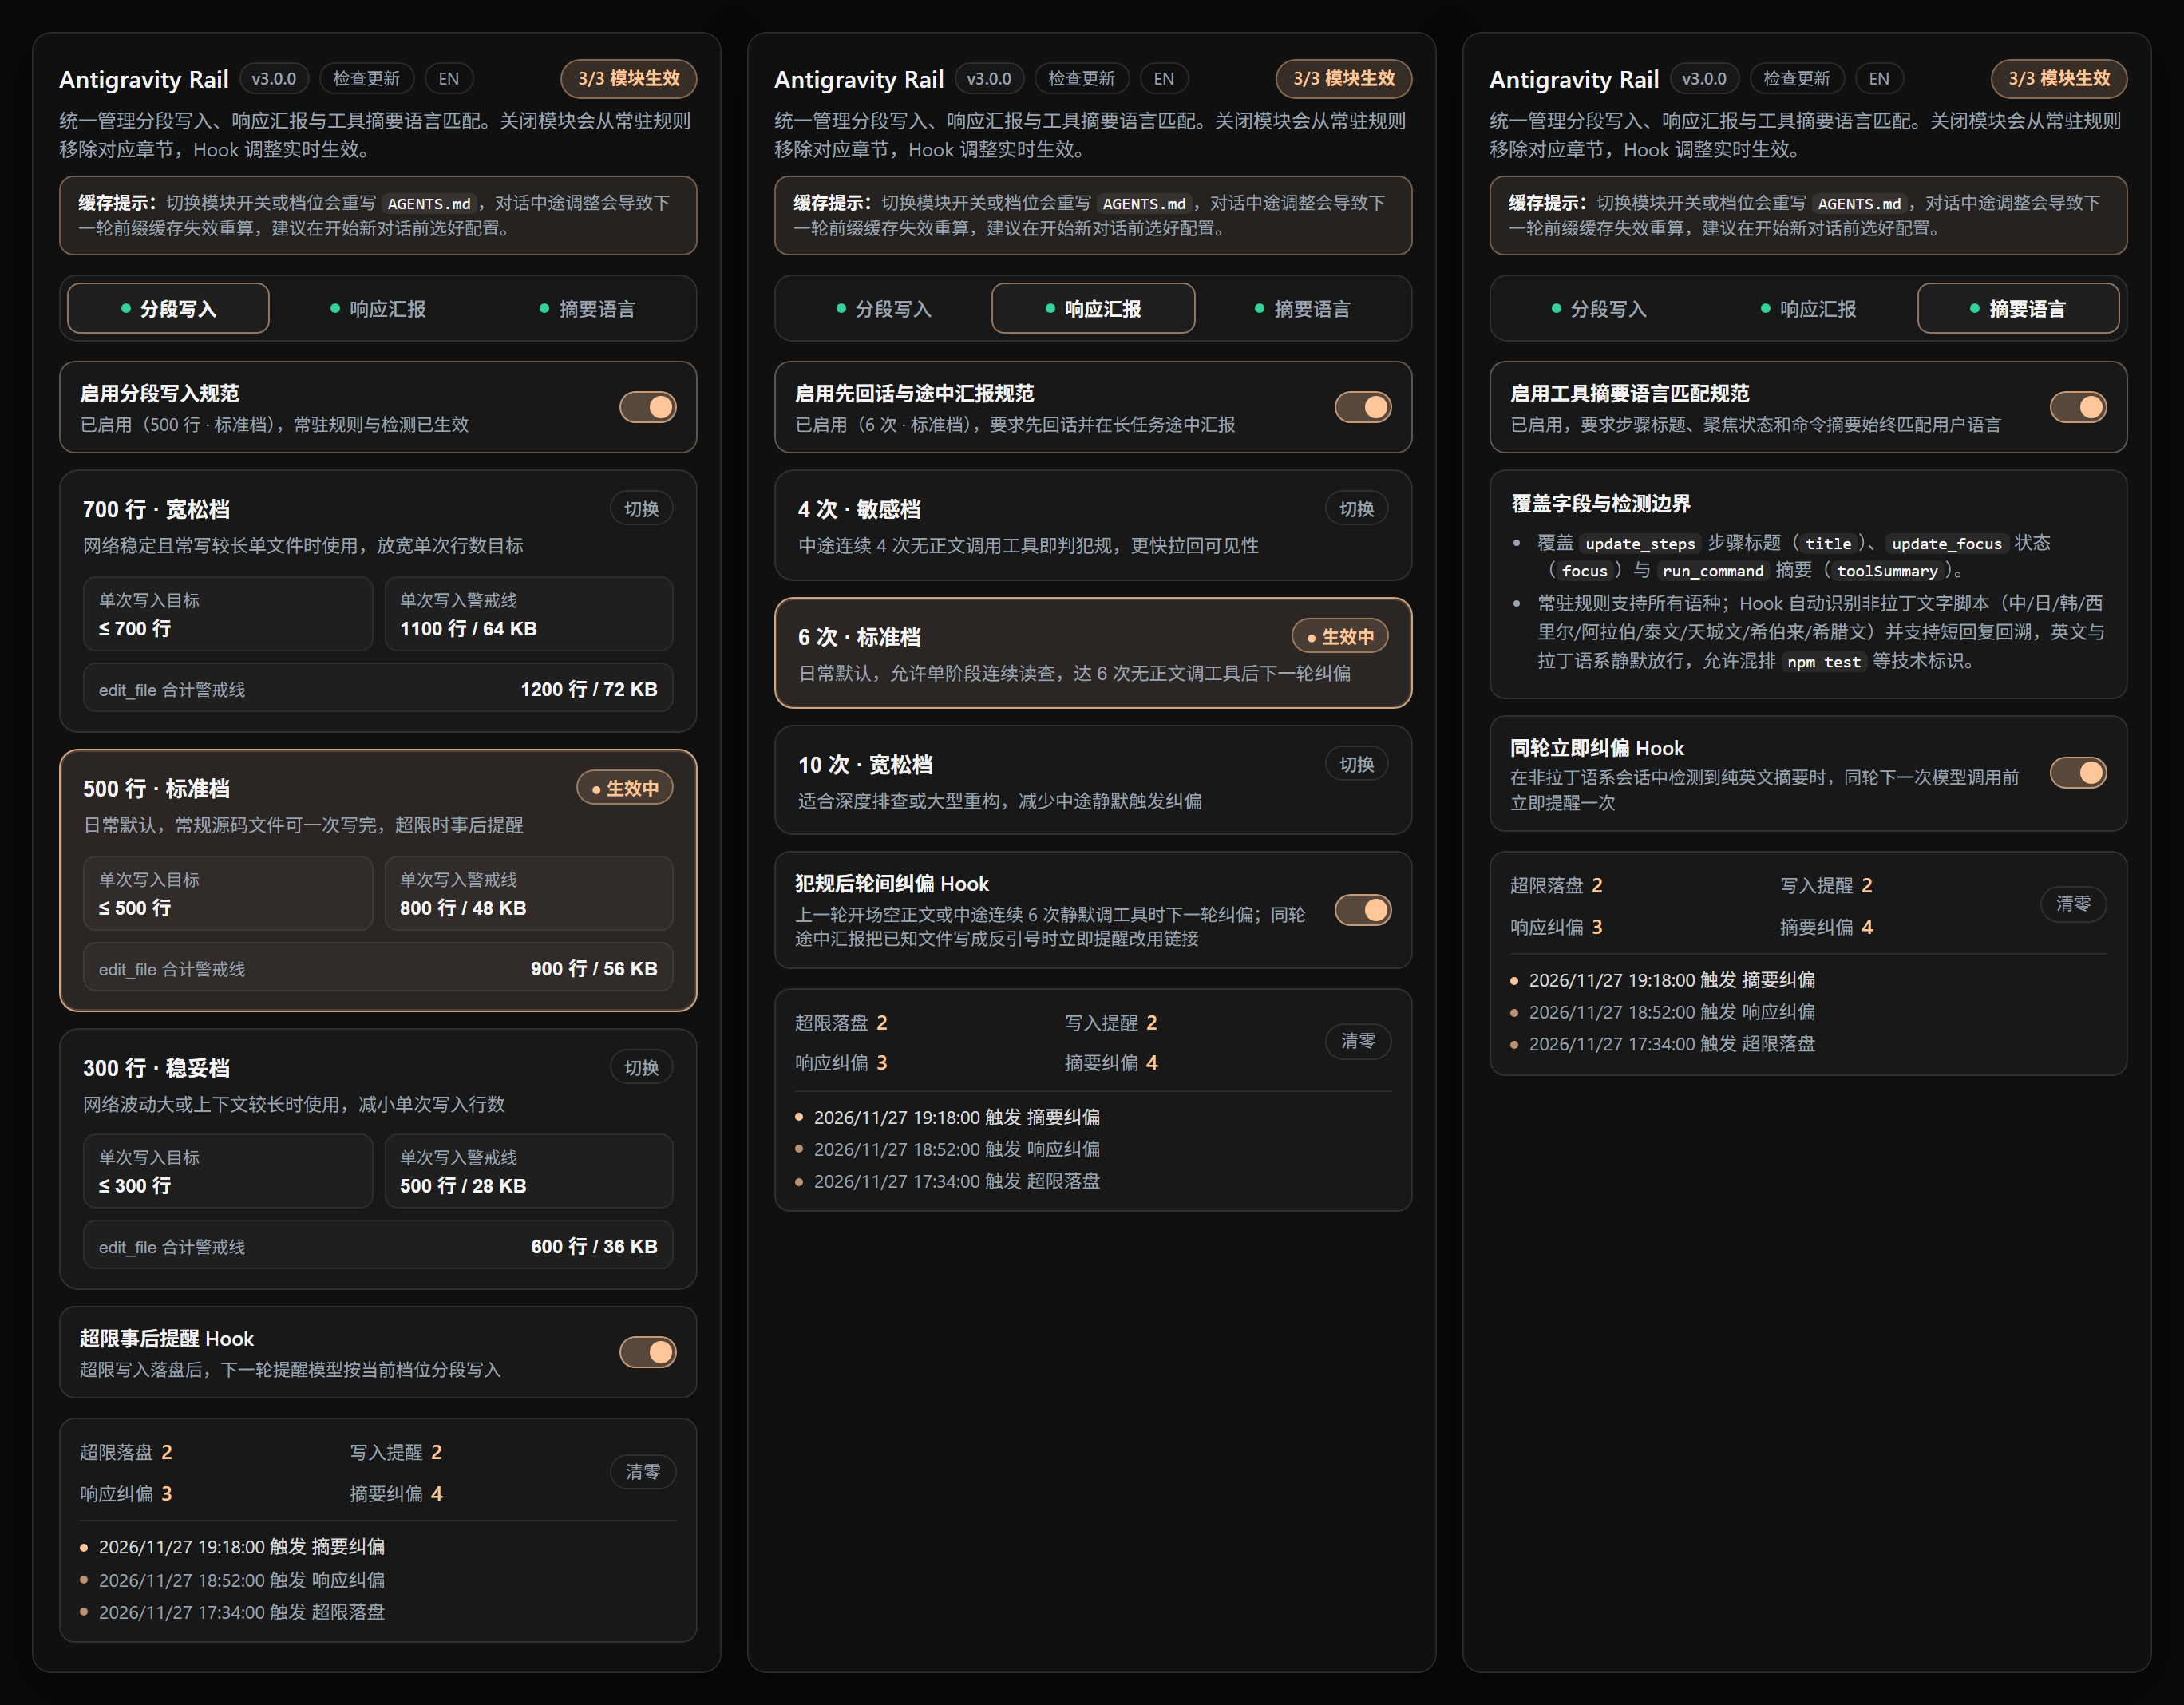 Antigravity Rail v3.0.0 检查更新 EN 3/3 模块生效
统一管理分段写入、响应汇报与工具摘要语言匹配。关闭模块会从常驻规则
移除对应章节，Hook 调整实时生效。
缓存提示：切换模块开关或档位会重写 AGENTS.md，对话中途调整会导致下
一轮前缀缓存失效重算，建议在开始新对话前选好配置。
分段写入 响应汇报 摘要语言
启用分段写入规范
已启用（500 行 · 标准档），常驻规则与检测已生效
700 行 · 宽松档 切换
网络稳定且常写较长单文件时使用，放宽单次行数目标
单次写入目标 单次写入警戒线
≤ 700 行 1100 行 / 64 KB
edit_file 合计警戒线 1200 行 / 72 KB
500 行 · 标准档 ● 生效中
日常默认，常规源码文件可一次写完，超限时事后提醒
单次写入目标 单次写入警戒线
≤ 500 行 800 行 / 48 KB
edit_file 合计警戒线 900 行 / 56 KB
300 行 · 稳妥档 切换
网络波动大或上下文较长时使用，减小单次写入行数
单次写入目标 单次写入警戒线
≤ 300 行 500 行 / 28 KB
edit_file 合计警戒线 600 行 / 36 KB
超限事后提醒 Hook
超限写入落盘后，下一轮提醒模型按当前档位分段写入
超限落盘 2 写入提醒 2
清零
响应纠偏 3 摘要纠偏 4
2026/11/27 19:18:00 触发 摘要纠偏
2026/11/27 18:52:00 触发 响应纠偏
2026/11/27 17:34:00 触发 超限落盘
Antigravity Rail v3.0.0 检查更新 EN 3/3 模块生效
统一管理分段写入、响应汇报与工具摘要语言匹配。关闭模块会从常驻规则
移除对应章节，Hook 调整实时生效。
缓存提示：切换模块开关或档位会重写 AGENTS.md，对话中途调整会导致下
一轮前缀缓存失效重算，建议在开始新对话前选好配置。
分段写入 响应汇报 摘要语言
启用先回话与途中汇报规范
已启用（6 次 · 标准档），要求先回话并在长任务途中汇报
4 次 · 敏感档 切换
中途连续 4 次无正文调用工具即判犯规，更快拉回可见性
6 次 · 标准档 ● 生效中
日常默认，允许单阶段连续读查，达 6 次无正文调工具后下一轮纠偏
10 次 · 宽松档 切换
适合深度排查或大型重构，减少中途静默触发纠偏
犯规后轮间纠偏 Hook
上一轮开场空正文或中途连续 6 次静默调工具时下一轮纠偏；同轮
途中汇报把已知文件写成反引号时立即提醒改用链接
超限落盘 2 写入提醒 2
清零
响应纠偏 3 摘要纠偏 4
2026/11/27 19:18:00 触发 摘要纠偏
2026/11/27 18:52:00 触发 响应纠偏
2026/11/27 17:34:00 触发 超限落盘
Antigravity Rail v3.0.0 检查更新 EN 3/3 模块生效
统一管理分段写入、响应汇报与工具摘要语言匹配。关闭模块会从常驻规则
移除对应章节，Hook 调整实时生效。
缓存提示：切换模块开关或档位会重写 AGENTS.md，对话中途调整会导致下
一轮前缀缓存失效重算，建议在开始新对话前选好配置。
分段写入 响应汇报 摘要语言
启用工具摘要语言匹配规范
已启用，要求步骤标题、聚焦状态和命令摘要始终匹配用户语言
覆盖字段与检测边界
覆盖 update_steps 步骤标题（title）、update_focus 状态
（focus）与 run_command 摘要（toolSummary）。
常驻规则支持所有语种；Hook 自动识别非拉丁文字脚本（中/日/韩/西
里尔/阿拉伯/泰文/天城文/希伯来/希腊文）并支持短回复回溯，英文与
拉丁语系静默放行，允许混排 npm test 等技术标识。
同轮立即纠偏 Hook
在非拉丁语系会话中检测到纯英文摘要时，同轮下一次模型调用前
立即提醒一次
超限落盘 2 写入提醒 2
清零
响应纠偏 3 摘要纠偏 4
2026/11/27 19:18:00 触发 摘要纠偏
2026/11/27 18:52:00 触发 响应纠偏
2026/11/27 17:34:00 触发 超限落盘